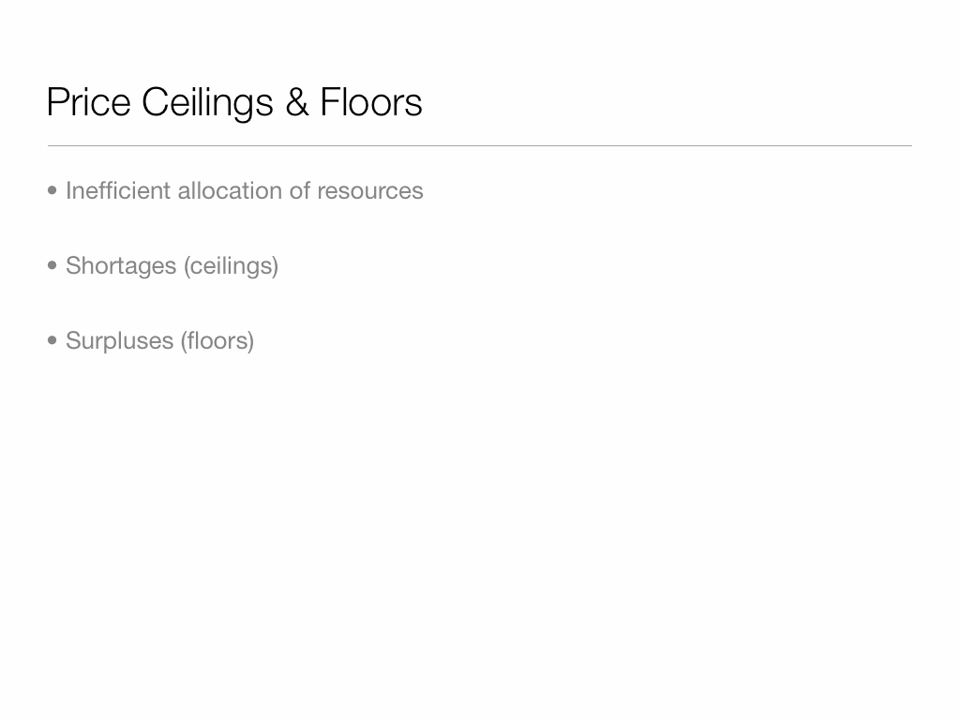 Price Ceilings & Floors
• Inefficient allocation of resources
• Shortages (ceilings)
• Surpluses (floors)